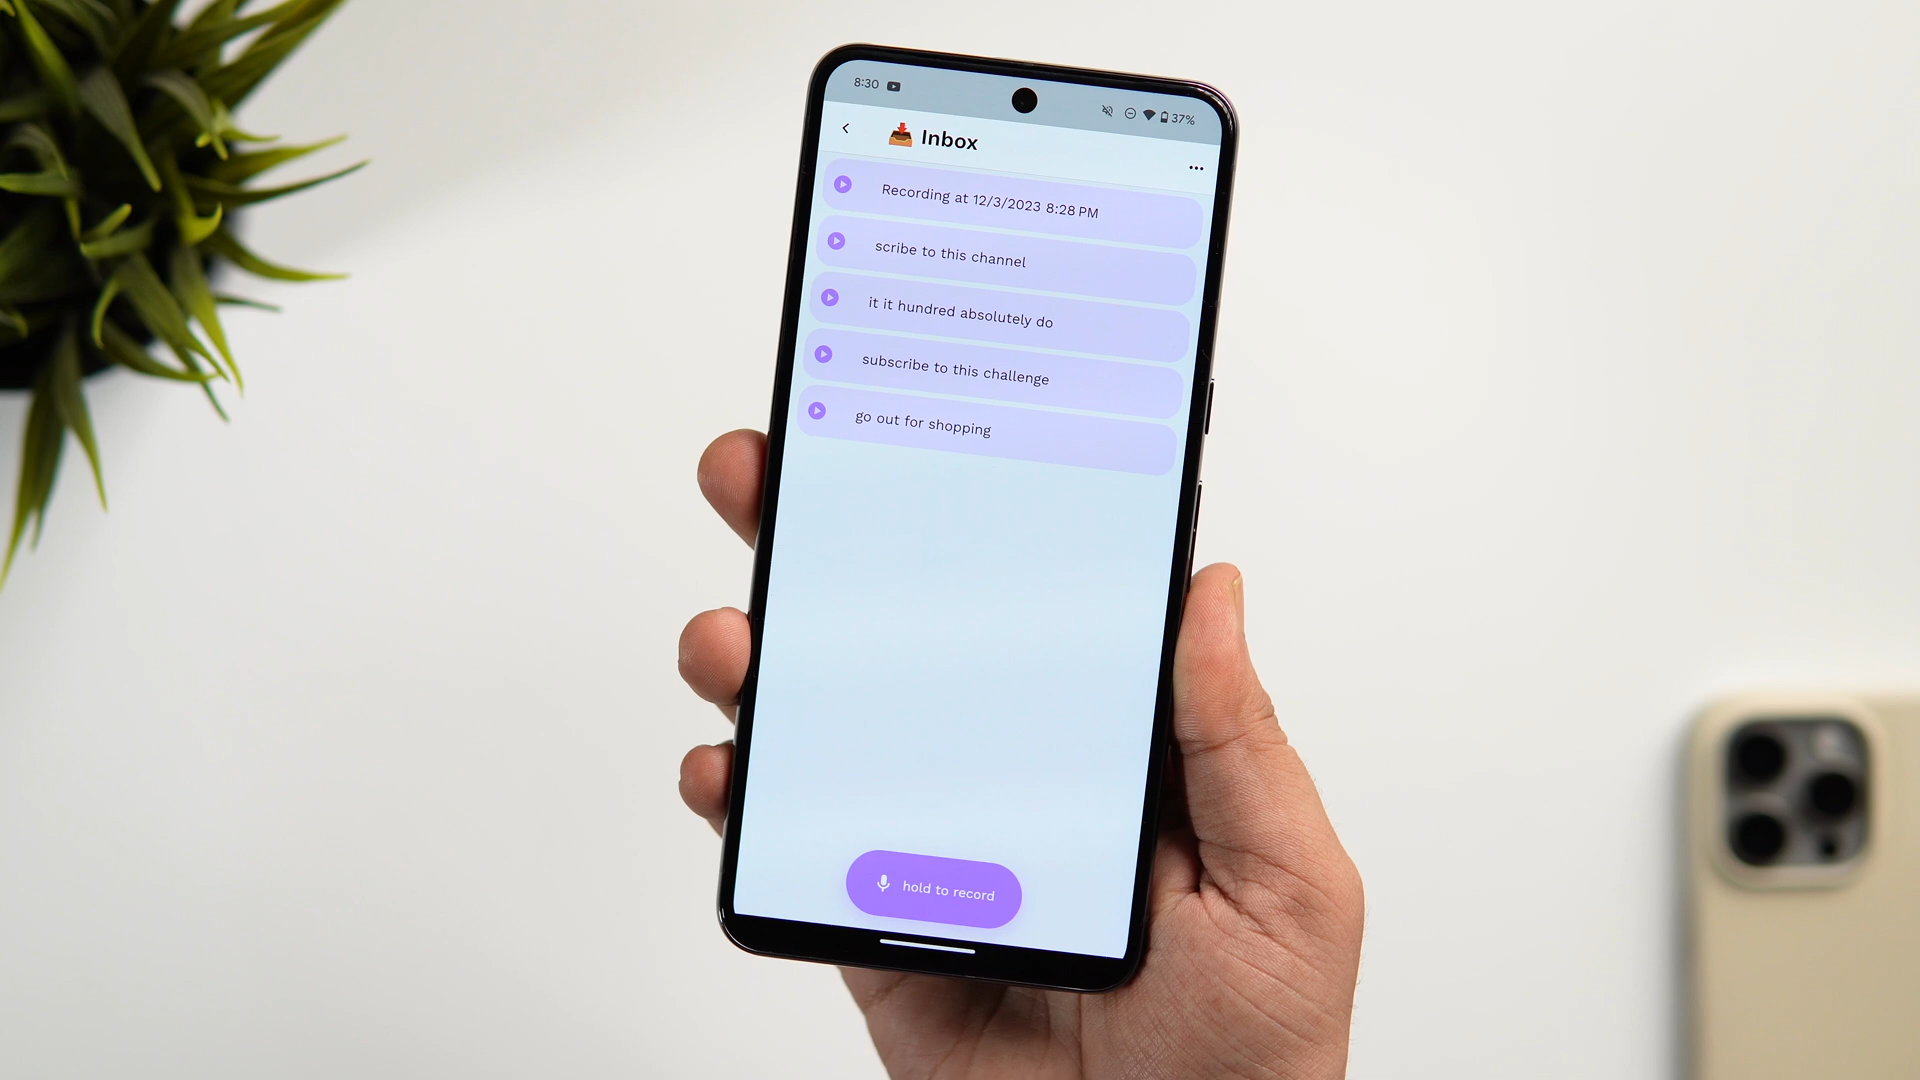 8:30
37%
Inbox
Recording at 12/3/2023 8:28 PM
scribe to this channel
it it hundred absolutely do
subscribe to this challenge
go out for shopping
hold to record